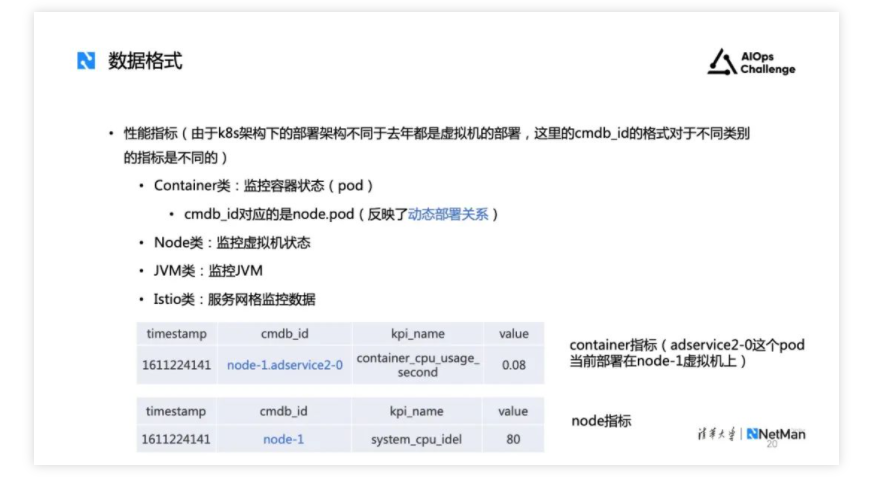 数据格式
AIOps
Challenge
• 性能指标（由于k8s架构下的部署架构不同于去年都是虚拟机的部署，这里的cmdb_id的格式对于不同类别
的指标是不同的）
• Container类：监控容器状态（pod）
• cmdb_id对应的是node.pod（反映了动态部署关系）
• Node类：监控虚拟机状态
• JVM类：监控JVM
• Istio类：服务网格监控数据
timestamp cmdb_id kpi_name value
1611224141 node-1.adservice2-0 container_cpu_usage_
second 0.08
container指标（adservice2-0这个pod
当前部署在node-1虚拟机上）
timestamp cmdb_id kpi_name value
1611224141 node-1 system_cpu_idel 80
node指标
清华大学 | NetMan
20